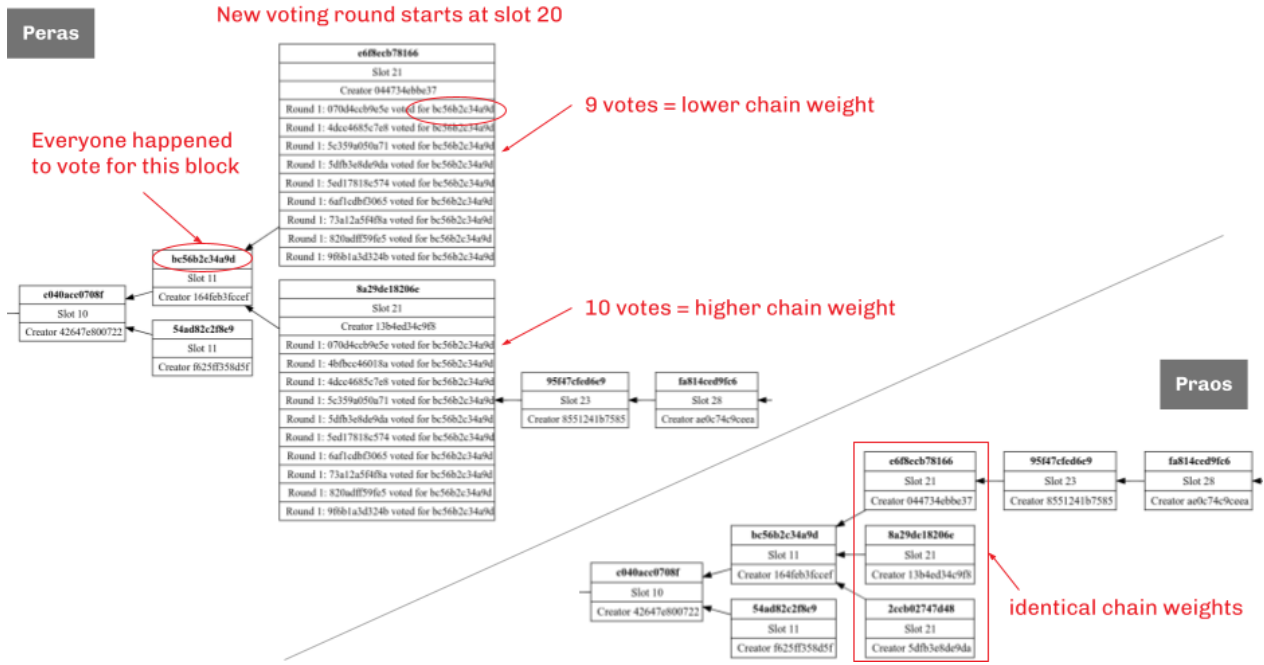 Peras
New voting round starts at slot 20
e6f8ecb78166
Slot 21
Creator 044734ebbe37
Round 1: 070d4ccb9e5e voted for bc56b2c34a9d
Round 1: 4dcc4685c7e8 voted for bc56b2c34a9d
Round 1: 5c359a050a71 voted for bc56b2c34a9d
Round 1: 5dfb3e8de9da voted for bc56b2c34a9d
Round 1: 5ed17818c574 voted for bc56b2c34a9d
Round 1: 6af1cdbf3065 voted for bc56b2c34a9d
Round 1: 73a12a5f4f8a voted for bc56b2c34a9d
Round 1: 820adff59fe5 voted for bc56b2c34a9d
Round 1: 9f6b1a3d324b voted for bc56b2c34a9d
9 votes = lower chain weight
Everyone happened
to vote for this block
bc56b2c34a9d
Slot 11
Creator 164feb3fccef
c040acc0708f
Slot 10
Creator 42647e800722
54ad82c2f8e9
Slot 11
Creator f625ff358d5f
8a29de18206e
Slot 21
Creator 13b4ed34c9f8
Round 1: 070d4ccb9e5e voted for bc56b2c34a9d
Round 1: 4bfbcc46018a voted for bc56b2c34a9d
Round 1: 4dcc4685c7e8 voted for bc56b2c34a9d
Round 1: 5c359a050a71 voted for bc56b2c34a9d
Round 1: 5dfb3e8de9da voted for bc56b2c34a9d
Round 1: 5ed17818c574 voted for bc56b2c34a9d
Round 1: 6af1cdbf3065 voted for bc56b2c34a9d
Round 1: 73a12a5f4f8a voted for bc56b2c34a9d
Round 1: 820adff59fe5 voted for bc56b2c34a9d
Round 1: 9f6b1a3d324b voted for bc56b2c34a9d
10 votes = higher chain weight
95f47cfed6e9
Slot 23
Creator 8551241b7585
fa814ced9fc6
Slot 28
Creator ae0c74c9ceea
Praos
e6f8ecb78166
Slot 21
Creator 044734ebbe37
95f47cfed6e9
Slot 23
Creator 8551241b7585
fa814ced9fc6
Slot 28
Creator ae0c74c9ceea
bc56b2c34a9d
Slot 11
Creator 164feb3fccef
8a29de18206e
Slot 21
Creator 13b4ed34c9f8
c040acc0708f
Slot 10
Creator 42647e800722
54ad82c2f8e9
Slot 11
Creator f625ff358d5f
2ccb02747d48
Slot 21
Creator 5dfb3e8de9da
identical chain weights